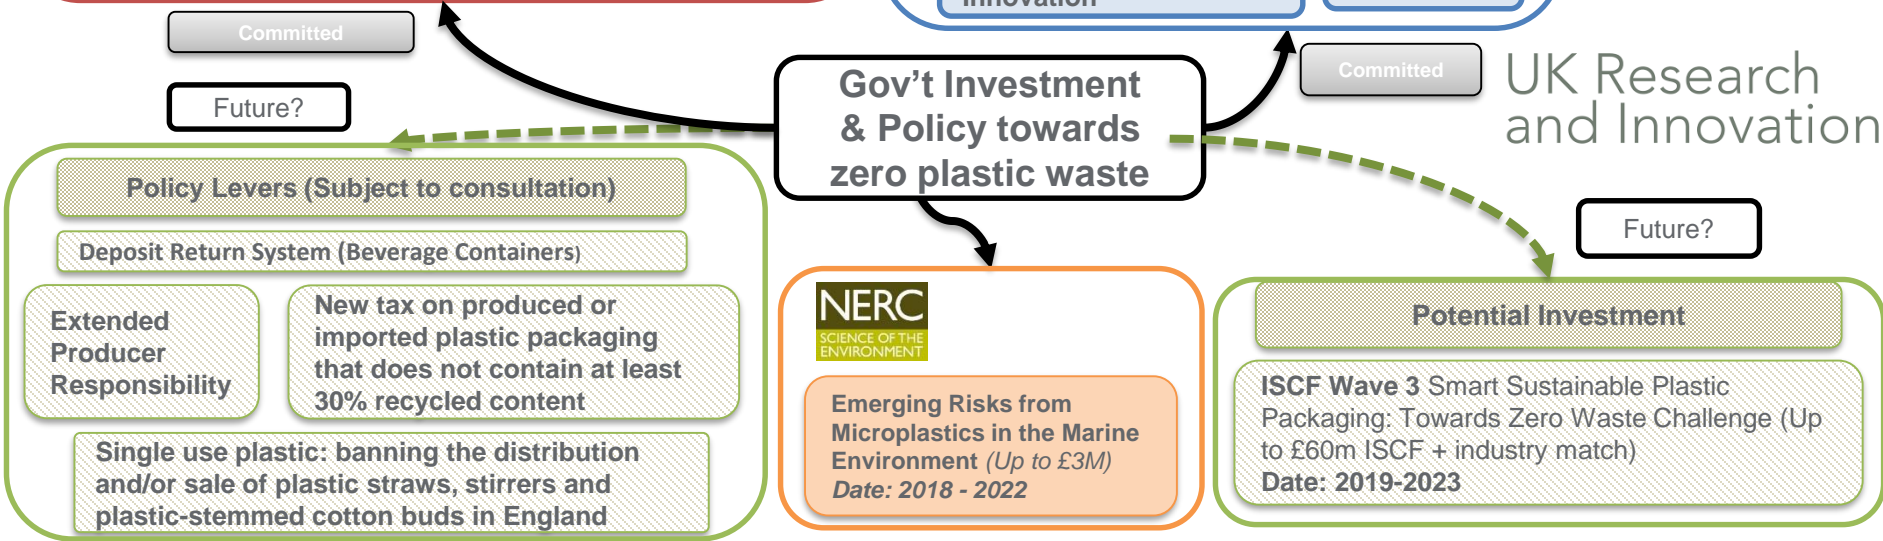 Innovation
Committed
Committed
UK Research
and Innovation
Future?
Gov’t Investment
& Policy towards
zero plastic waste
Future?
Policy Levers (Subject to consultation)
Deposit Return System (Beverage Containers)
Extended
Producer
Responsibility
New tax on produced or
imported plastic packaging
that does not contain at least
30% recycled content
Single use plastic: banning the distribution
and/or sale of plastic straws, stirrers and
plastic-stemmed cotton buds in England
NERC
SCIENCE OF THE
ENVIRONMENT
Emerging Risks from
Microplastics in the Marine
Environment (Up to £3M)
Date: 2018 - 2022
Potential Investment
ISCF Wave 3 Smart Sustainable Plastic
Packaging: Towards Zero Waste Challenge (Up
to £60m ISCF + industry match)
Date: 2019-2023